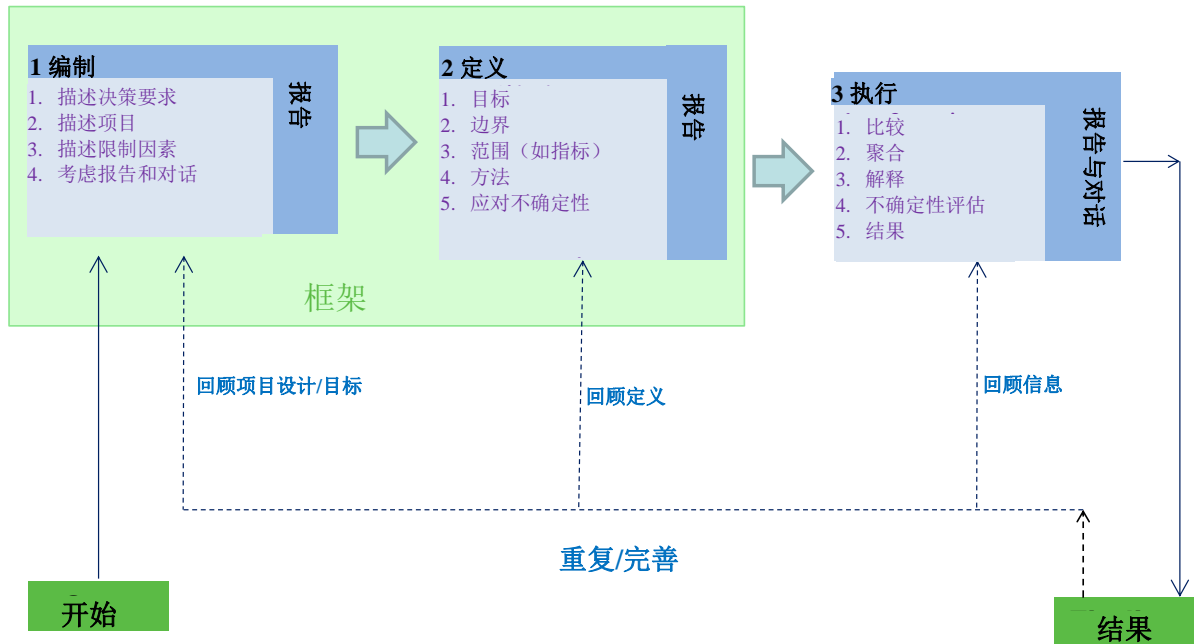 1 编制
1. 描述决策要求
2. 描述项目
3. 描述限制因素
4. 考虑报告和对话
报告
2 定义
1. 目标
2. 边界
3. 范围（如指标）
4. 方法
5. 应对不确定性
报告
3 执行
1. 比较
2. 聚合
3. 解释
4. 不确定性评估
5. 结果
报告与对话
框架
回顾项目设计/目标
回顾定义
回顾信息
重复/完善
开始
结果